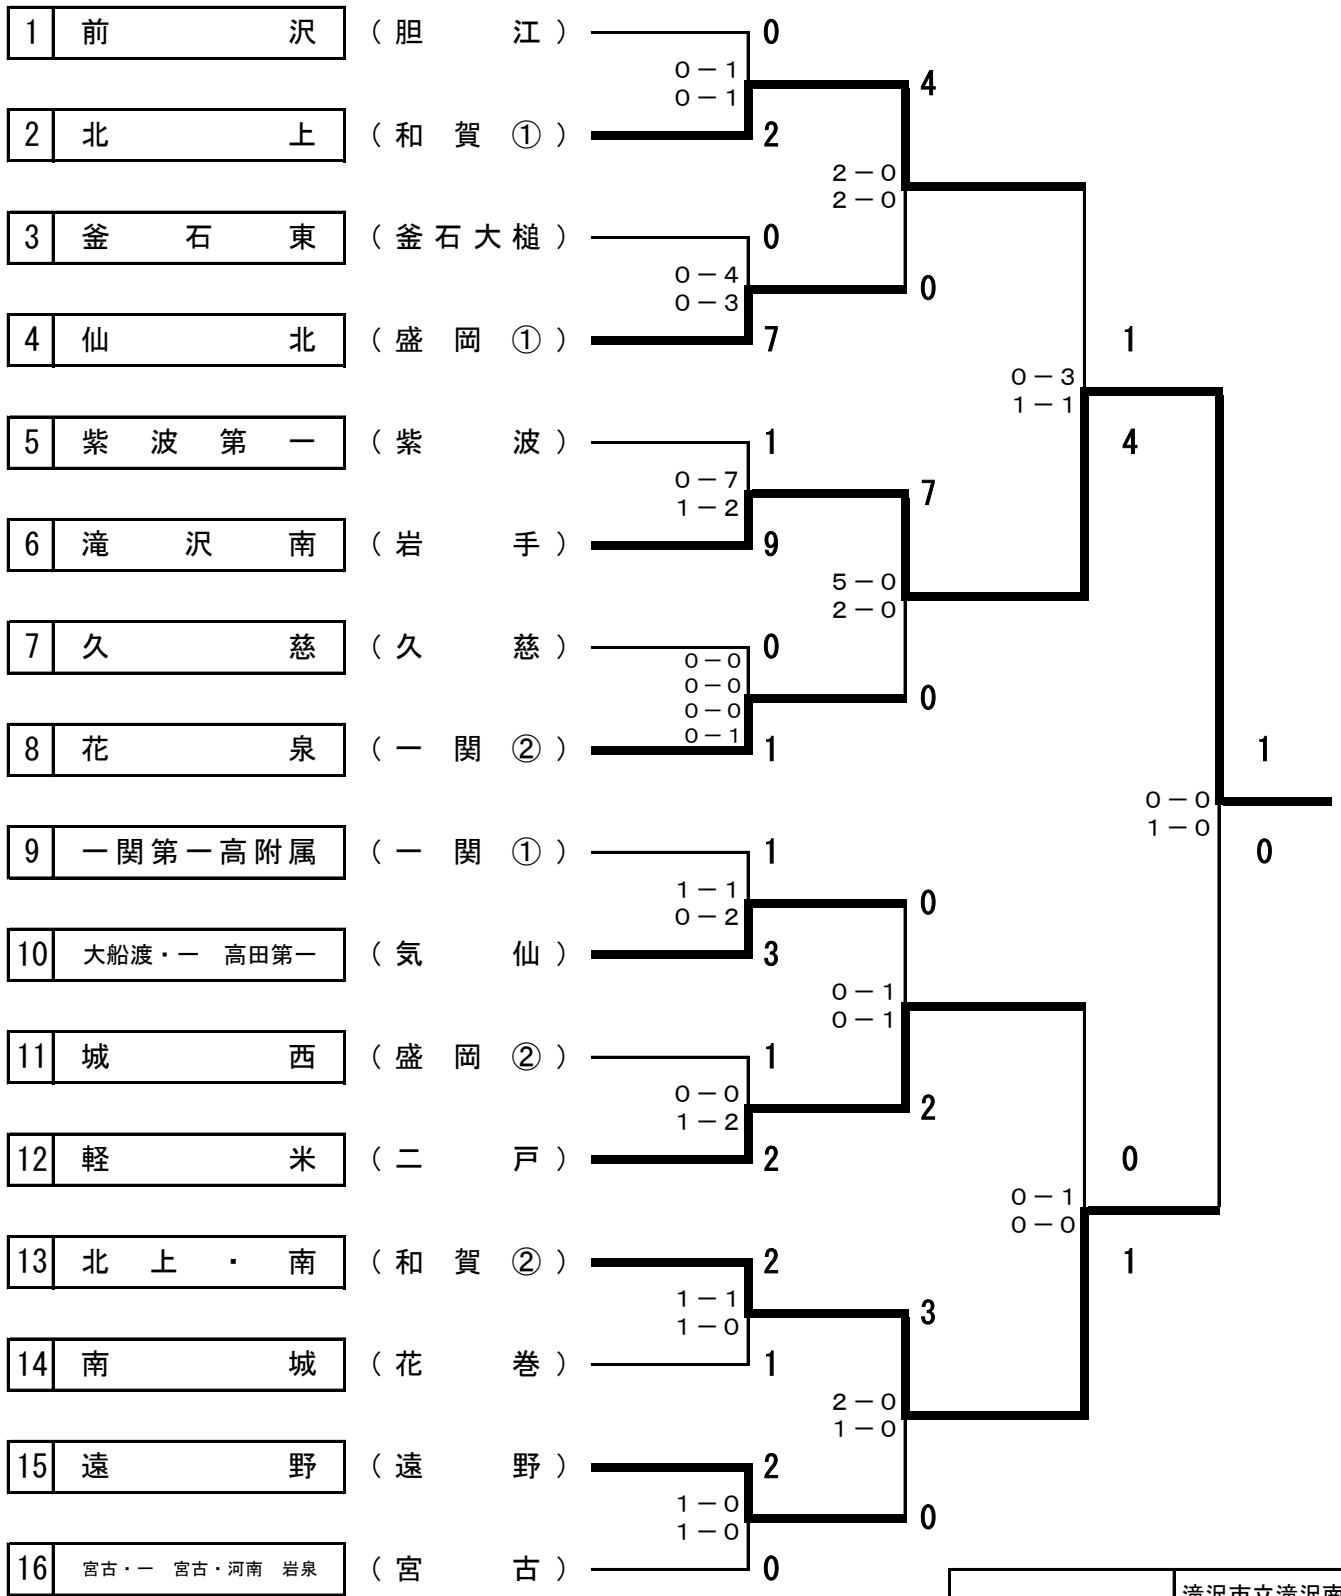 1 前沢 （胆江） 0
0－1
0－1
4
2 北上 （和賀①） 2
2－0
2－0
3 釜石東 （釜石大槌） 0
0－4
0－3
0
4 仙北 （盛岡①） 7
1
0－3
1－1
5 紫波第一 （紫波） 1
4
0－7
1－2
7
6 滝沢南 （岩手） 9
5－0
2－0
7 久慈 （久慈） 0
0－0
0－0
0－0
0－1
0
8 花泉 （一関②） 1
1
0－0
1－0
9 一関第一高附属 （一関①） 1
0
1－1
0－2
0
10 大船渡・一 高田第一 （気仙） 3
0－1
0－1
11 城西 （盛岡②） 1
0－0
1－2
2
12 軽米 （二戸） 2
0
0－1
0－0
13 北上・南 （和賀②） 2
1
1－1
1－0
3
14 南城 （花巻） 1
2－0
1－0
15 遠野 （遠野） 2
1－0
1－0
0
16 宮古・一 宮古・河南 岩泉 （宮古） 0
滝沢市立滝沢南